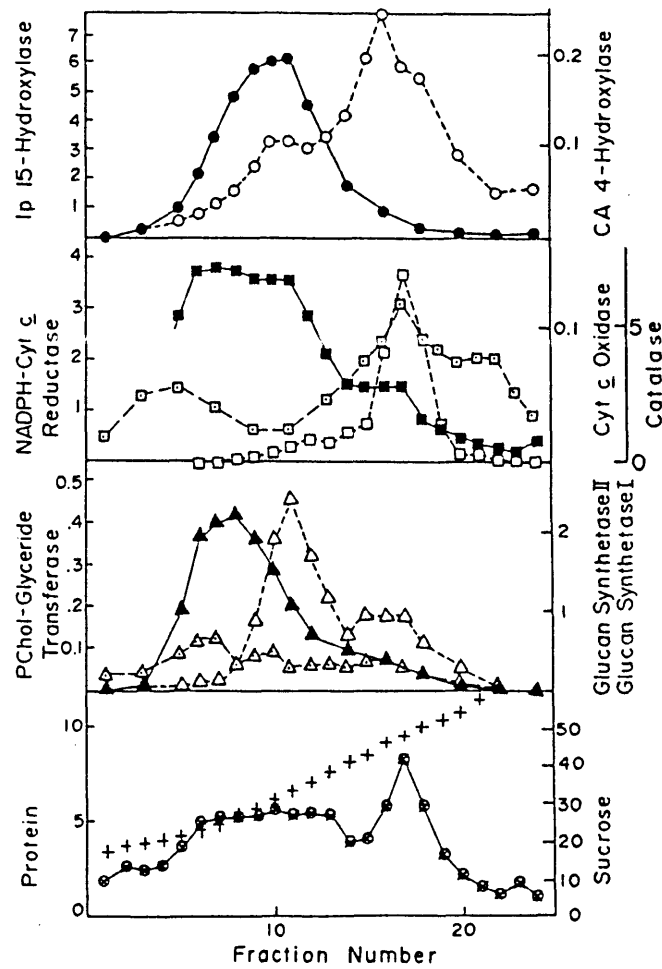 7
6
5
4
3
2
1
Ip 15-Hydroxylase
0.2
0.1
CA 4-Hydroxylase
4
3
2
1
NADPH-Cyt c
Reductase
0.1
Cyt c Oxidase
5
0
Catalase
0.5
.4
.3
.2
0.1
PChol-Glyceride
Transferase
2
1
Glucan Synthetase II
Glucan Synthetase I
10
5
0
Protein
50
40
30
20
10
0
Sucrose
10
20
Fraction Number